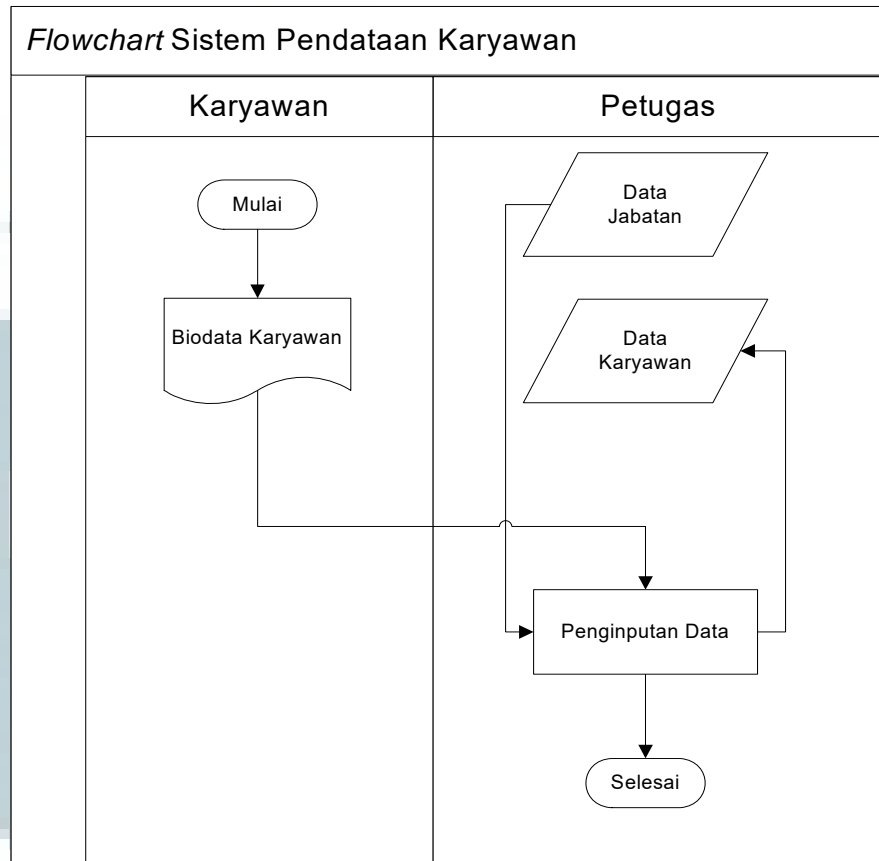 Flowchart Sistem Pendataan Karyawan
Karyawan
Petugas
Mulai
Biodata Karyawan
Data
Jabatan
Data
Karyawan
Penginputan Data
Selesai